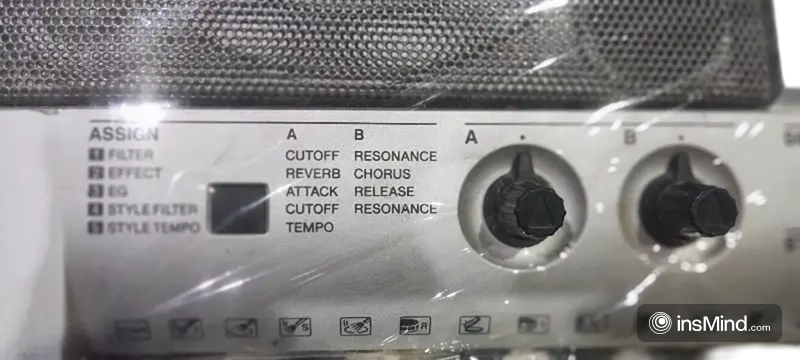 ASSIGN A B
1 FILTER CUTOFF RESONANCE
2 EFFECT REVERB CHORUS
3 EG ATTACK RELEASE
4 STYLE FILTER CUTOFF RESONANCE
5 STYLE TEMPO TEMPO
A B
S R
insMind.com